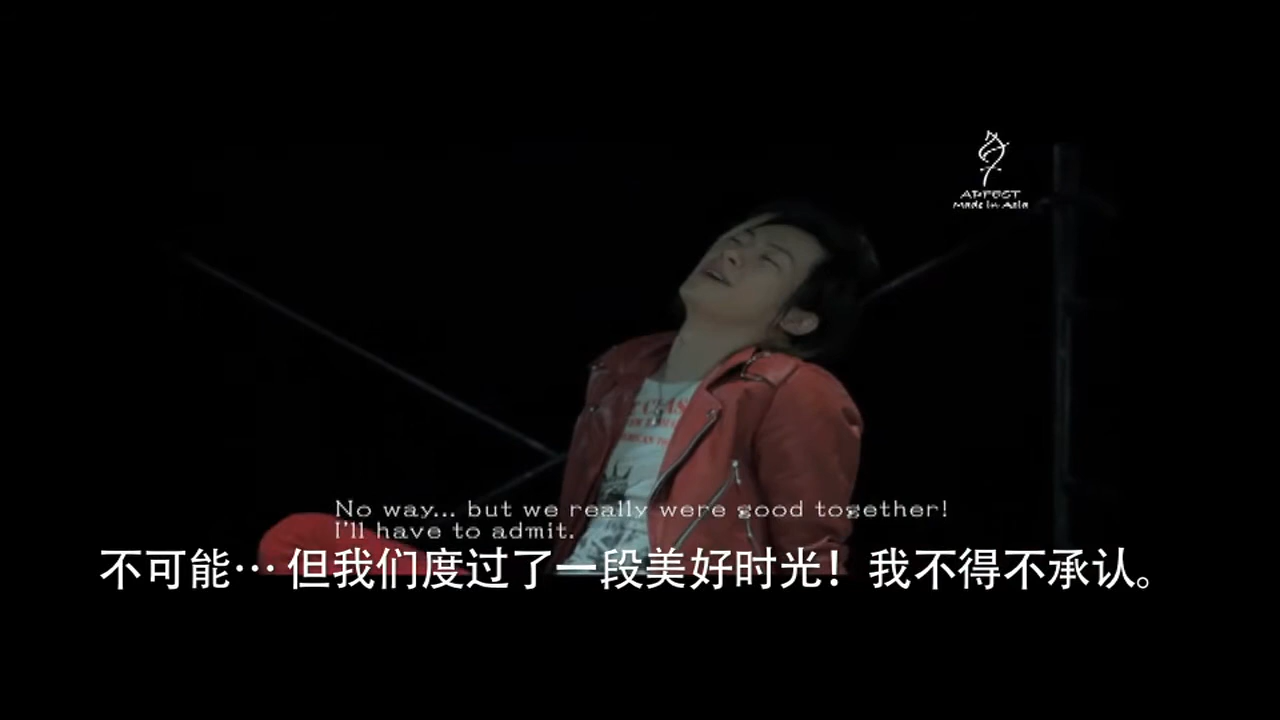 APFEST
Made in Asia
No way... but we really were good together!
I'll have to admit.
不可能… 但我们度过了一段美好时光！我不得不承认。